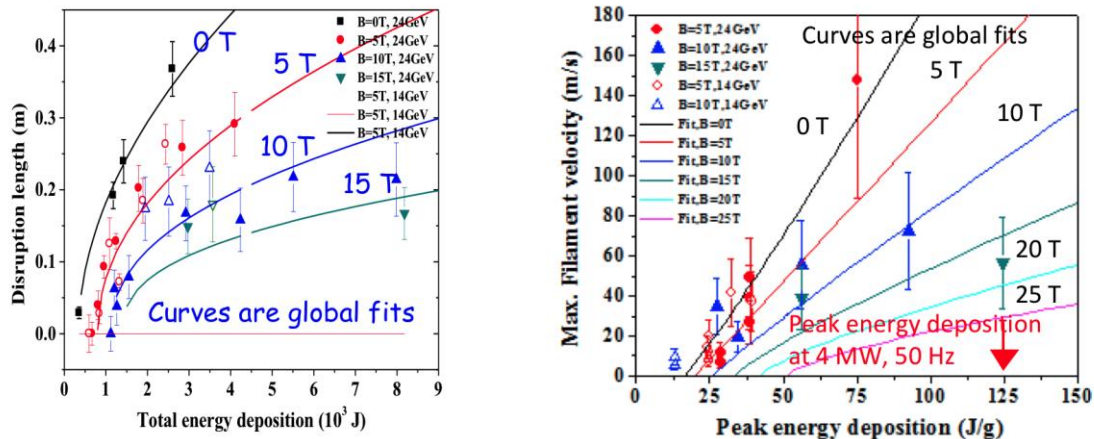 Disruption length (m)
0.4
0.3
0.2
0.1
0.0
0 1 2 3 4 5 6 7 8 9
Total energy deposition (10³ J)
B=0T, 24GeV
B=5T, 24GeV
B=10T, 24GeV
B=15T, 24GeV
B=5T, 14GeV
B=5T, 14GeV
B=5T, 14GeV
0 T
5 T
10 T
15 T
Curves are global fits
Max. Filament velocity (m/s)
180
160
140
120
100
80
60
40
20
0
0 25 50 75 100 125 150
Peak energy deposition (J/g)
B=5T,24GeV
B=10T,24GeV
B=15T,24GeV
B=5T,14GeV
B=10T,14GeV
Fit,B=0T
Fit,B=5T
Fit,B=10T
Fit,B=15T
Fit,B=20T
Fit,B=25T
Curves are global fits
0 T
5 T
10 T
15 T
20 T
25 T
Peak energy deposition
at 4 MW, 50 Hz